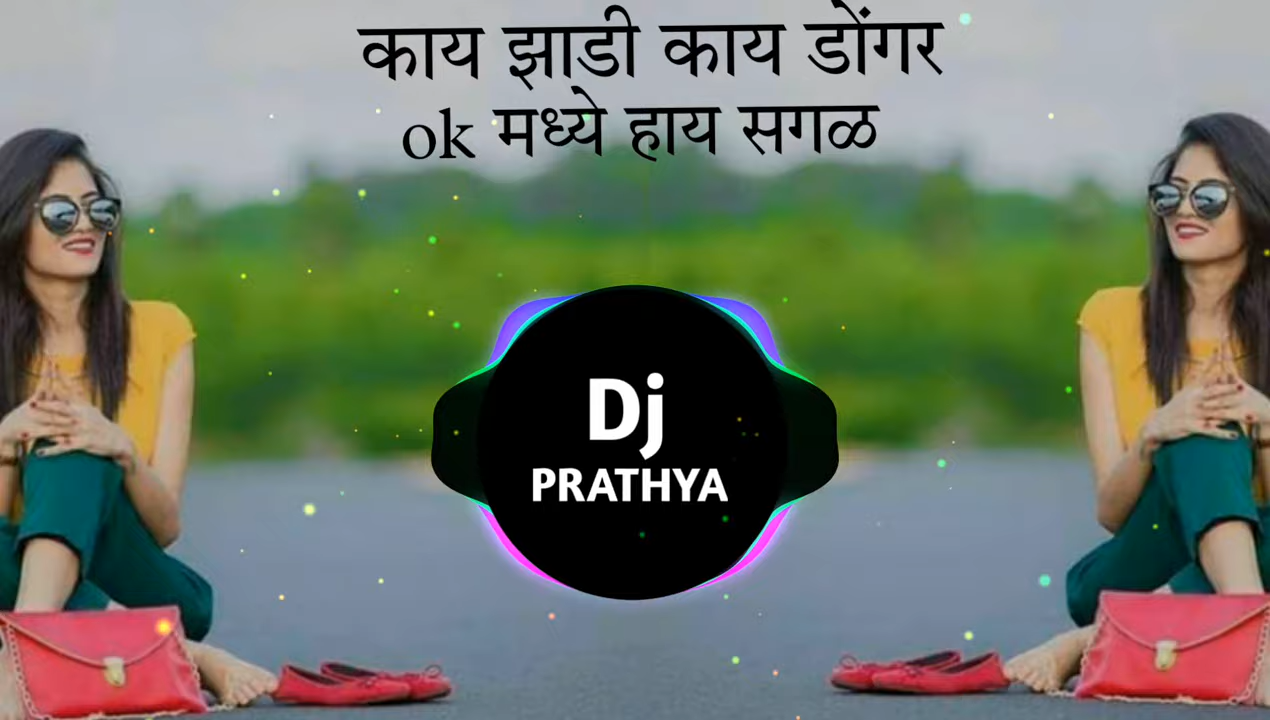 काय झाडी काय डोंगर
ok मध्ये हाय सगळ
Dj
PRATHYA